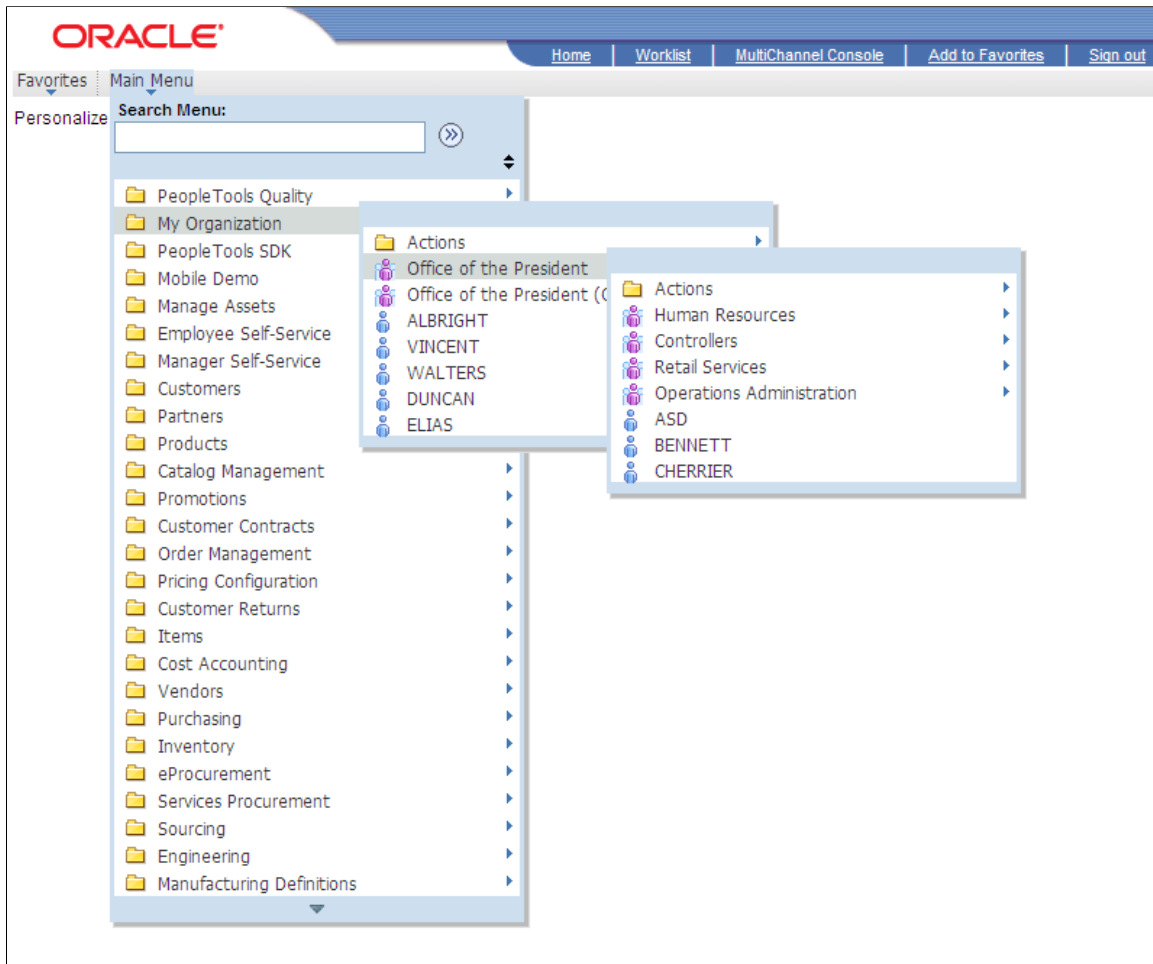 ORACLE
Home Worklist MultiChannel Console Add to Favorites Sign out
Favorites Main Menu
Personalize
Search Menu:
PeopleTools Quality
My Organization
PeopleTools SDK
Mobile Demo
Manage Assets
Employee Self-Service
Manager Self-Service
Customers
Partners
Products
Catalog Management
Promotions
Customer Contracts
Order Management
Pricing Configuration
Customer Returns
Items
Cost Accounting
Vendors
Purchasing
Inventory
eProcurement
Services Procurement
Sourcing
Engineering
Manufacturing Definitions
Actions
Office of the President
Office of the President (
ALBRIGHT
VINCENT
WALTERS
DUNCAN
ELIAS
Actions
Human Resources
Controllers
Retail Services
Operations Administration
ASD
BENNETT
CHERRIER